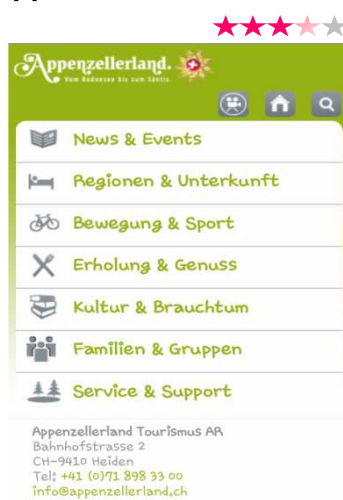 Appenzellerland.
Vom Bodensee bis zum Säntis.
News & Events
Regionen & Unterkunft
Bewegung & Sport
Erholung & Genuss
Kultur & Brauchtum
Familien & Gruppen
Service & Support
Appenzellerland Tourismus AR
Bahnhofstrasse 2
CH-9410 Heiden
Tel: +41 (0)71 898 33 00
info@appenzellerland.ch